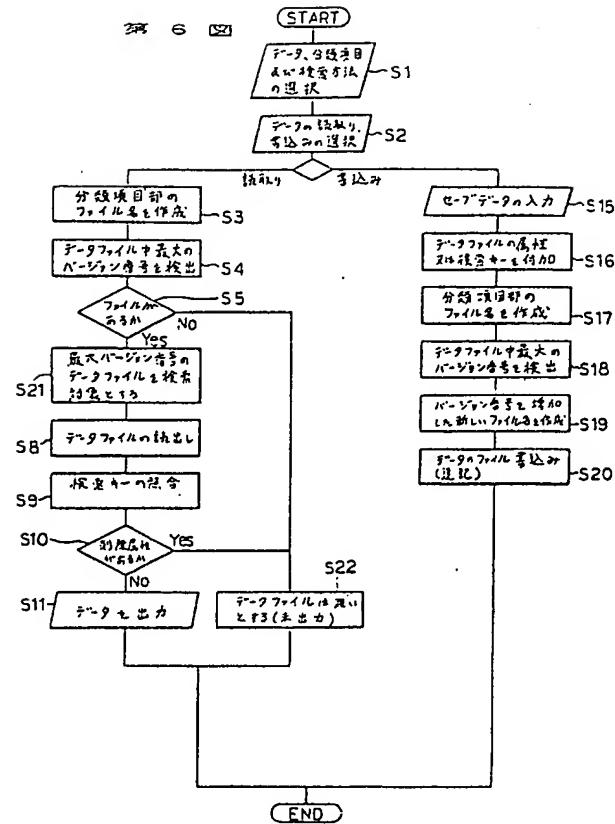 第 6 図
START
データ、分類項目
及び検索方法
の選択
S1
データの読取り、
書込みの選択
S2
読取り
書込み
分類項目部の
ファイル名を作成
S3
データファイル中最大の
バージョン番号を検出
S4
ファイルが
あるか
S5
No
Yes
最大バージョン番号の
データファイルを検索
対象とする
S21
データファイルの読出し
S8
検索キーの照合
S9
削除属性
があるか
S10
Yes
No
データを出力
S11
S22
データファイルは無い
とする(未出力)
セーブデータの入力
S15
データファイルの属性
又は検索キーを付加
S16
分類項目部の
ファイル名を作成
S17
データファイル中最大の
バージョン番号を検出
S18
バージョン番号を増加
した新しいファイル名を作成
S19
データのファイル書込み
(追記)
S20
END